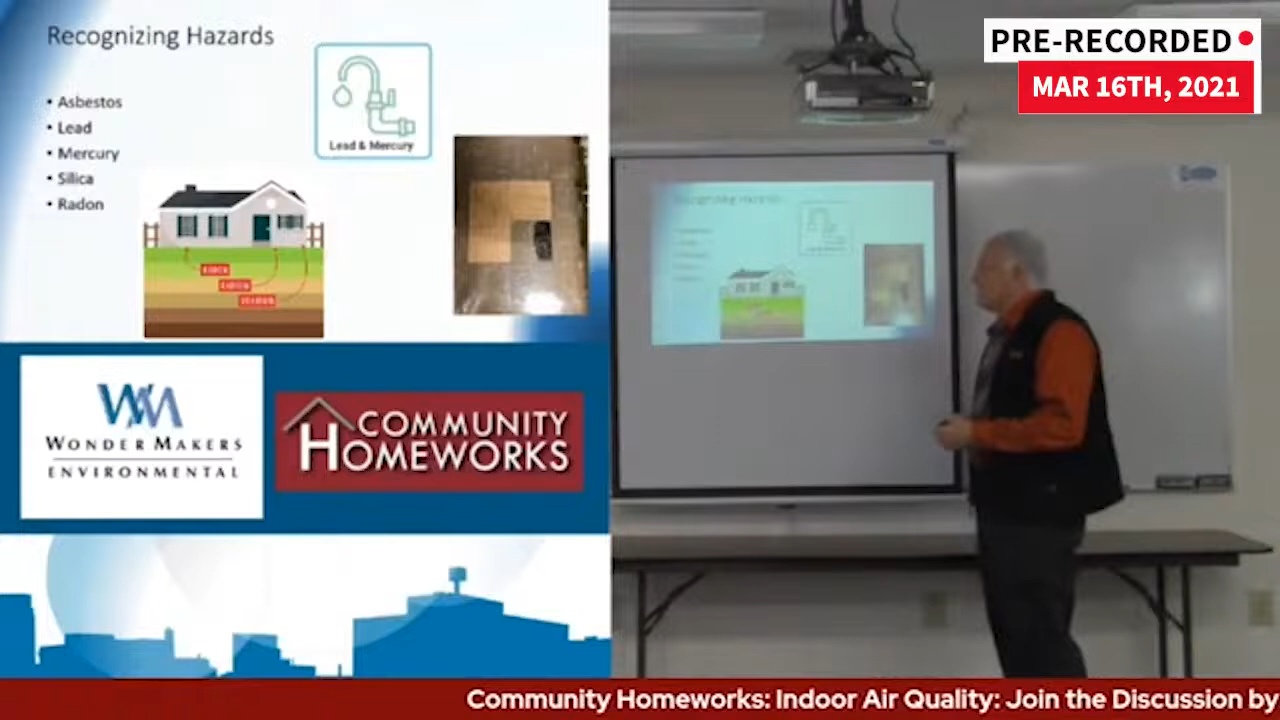 Recognizing Hazards
• Asbestos
• Lead
• Mercury
• Silica
• Radon
Lead & Mercury
WM
WONDER MAKERS
ENVIRONMENTAL
COMMUNITY
HOMEWORKS
PRE-RECORDED
MAR 16TH, 2021
Community Homeworks: Indoor Air Quality: Join the Discussion by